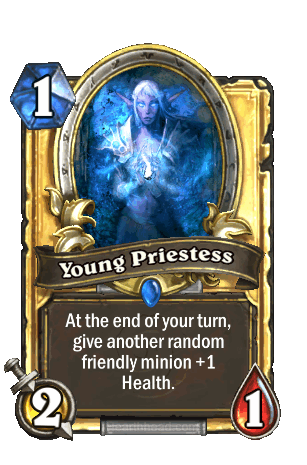 1
Young Priestess
At the end of your turn,
give another random
friendly minion +1
Health.
2
1